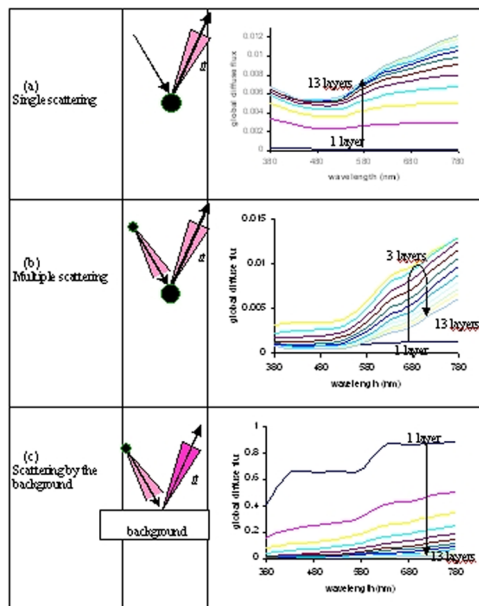 (a)
Single scattering
π
global diffuse flux
0.012
0.01
0.008
0.006
0.004
0.002
0
13 layers
1 layer
380 480 580 680 780
wavelength (nm)
(b)
Multiple scattering
π
global diffuse flux
0.015
0.01
0.005
0
3 layers
13 layers
1 layer
380 480 580 680 780
wavelength (nm)
(c)
Scattering by the
background
π
background
global diffuse flux
1
0.8
0.6
0.4
0.2
0
1 layer
13 layers
380 480 580 680 780
wavelength (nm)